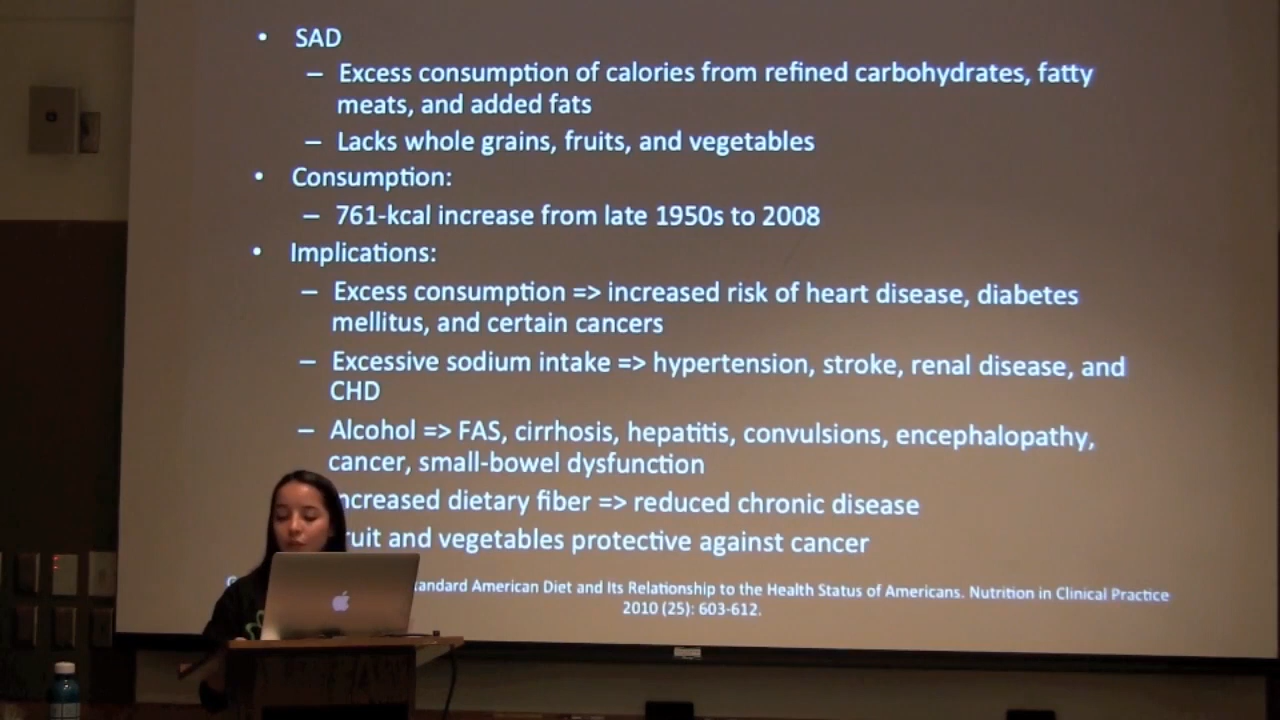 • SAD
– Excess consumption of calories from refined carbohydrates, fatty
meats, and added fats
– Lacks whole grains, fruits, and vegetables
• Consumption:
– 761-kcal increase from late 1950s to 2008
• Implications:
– Excess consumption => increased risk of heart disease, diabetes
mellitus, and certain cancers
– Excessive sodium intake => hypertension, stroke, renal disease, and
CHD
– Alcohol => FAS, cirrhosis, hepatitis, convulsions, encephalopathy,
cancer, small-bowel dysfunction
ncreased dietary fiber => reduced chronic disease
ruit and vegetables protective against cancer
andard American Diet and Its Relationship to the Health Status of Americans. Nutrition in Clinical Practice
2010 (25): 603-612.